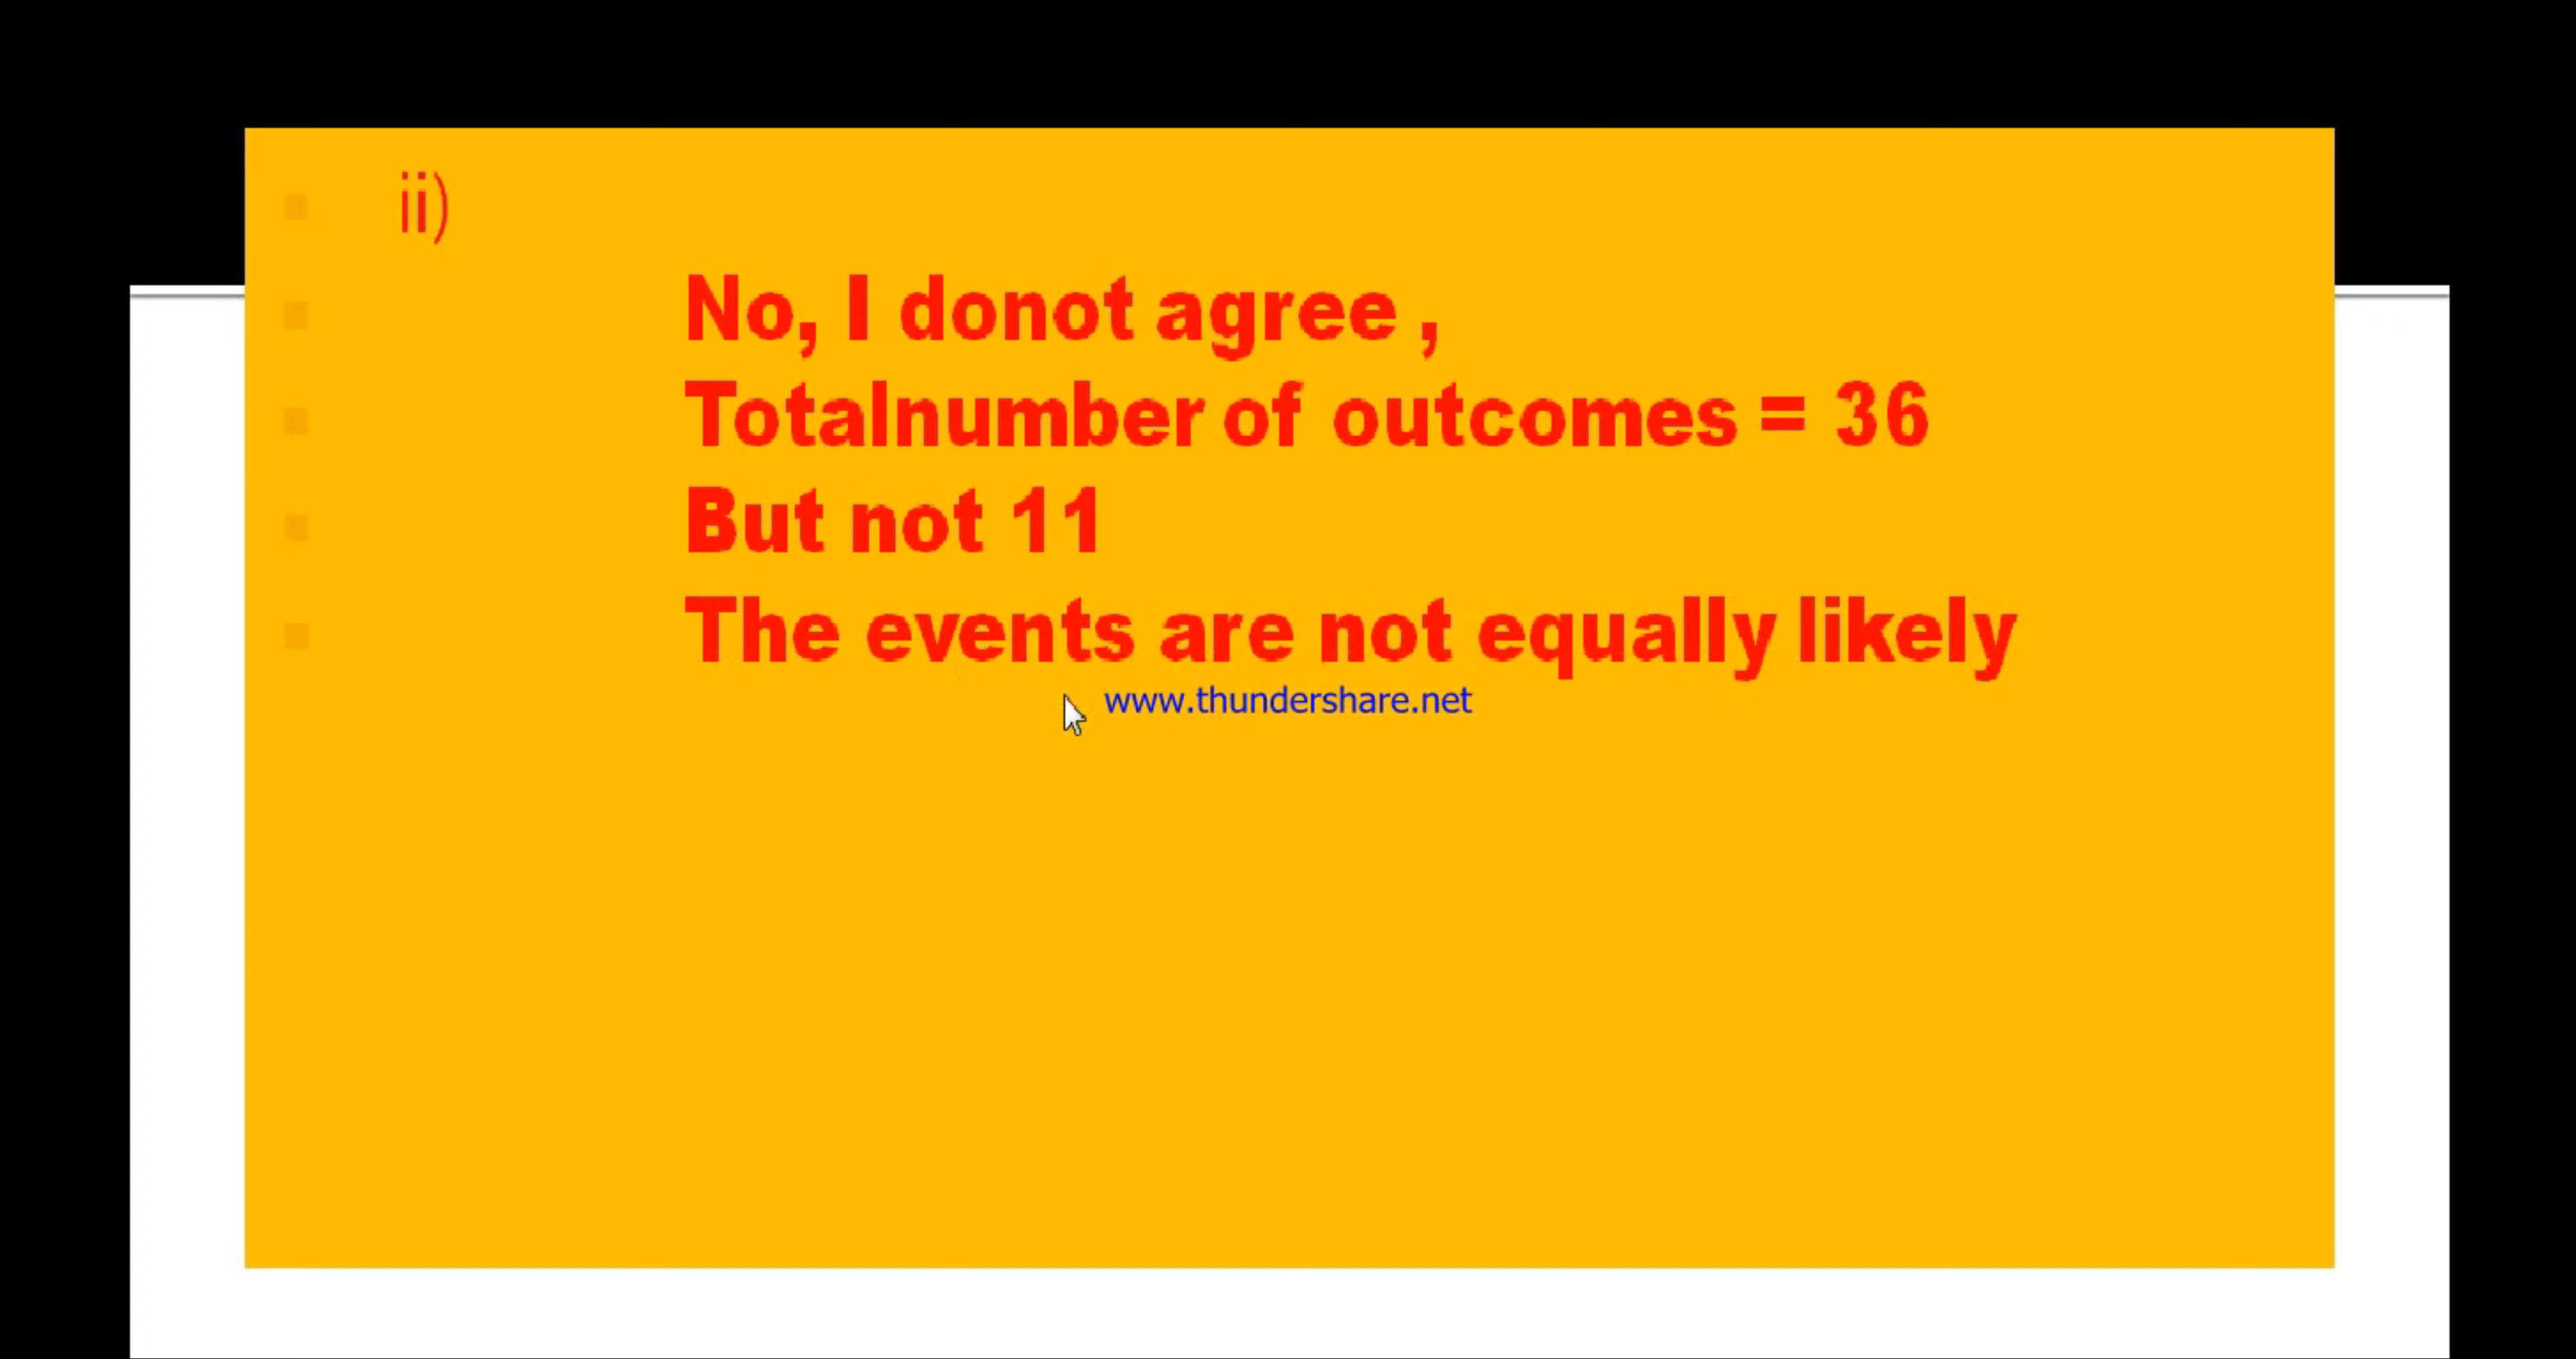 ii)
No, I donot agree ,
Totalnumber of outcomes = 36
But not 11
The events are not equally likely
www.thundershare.net